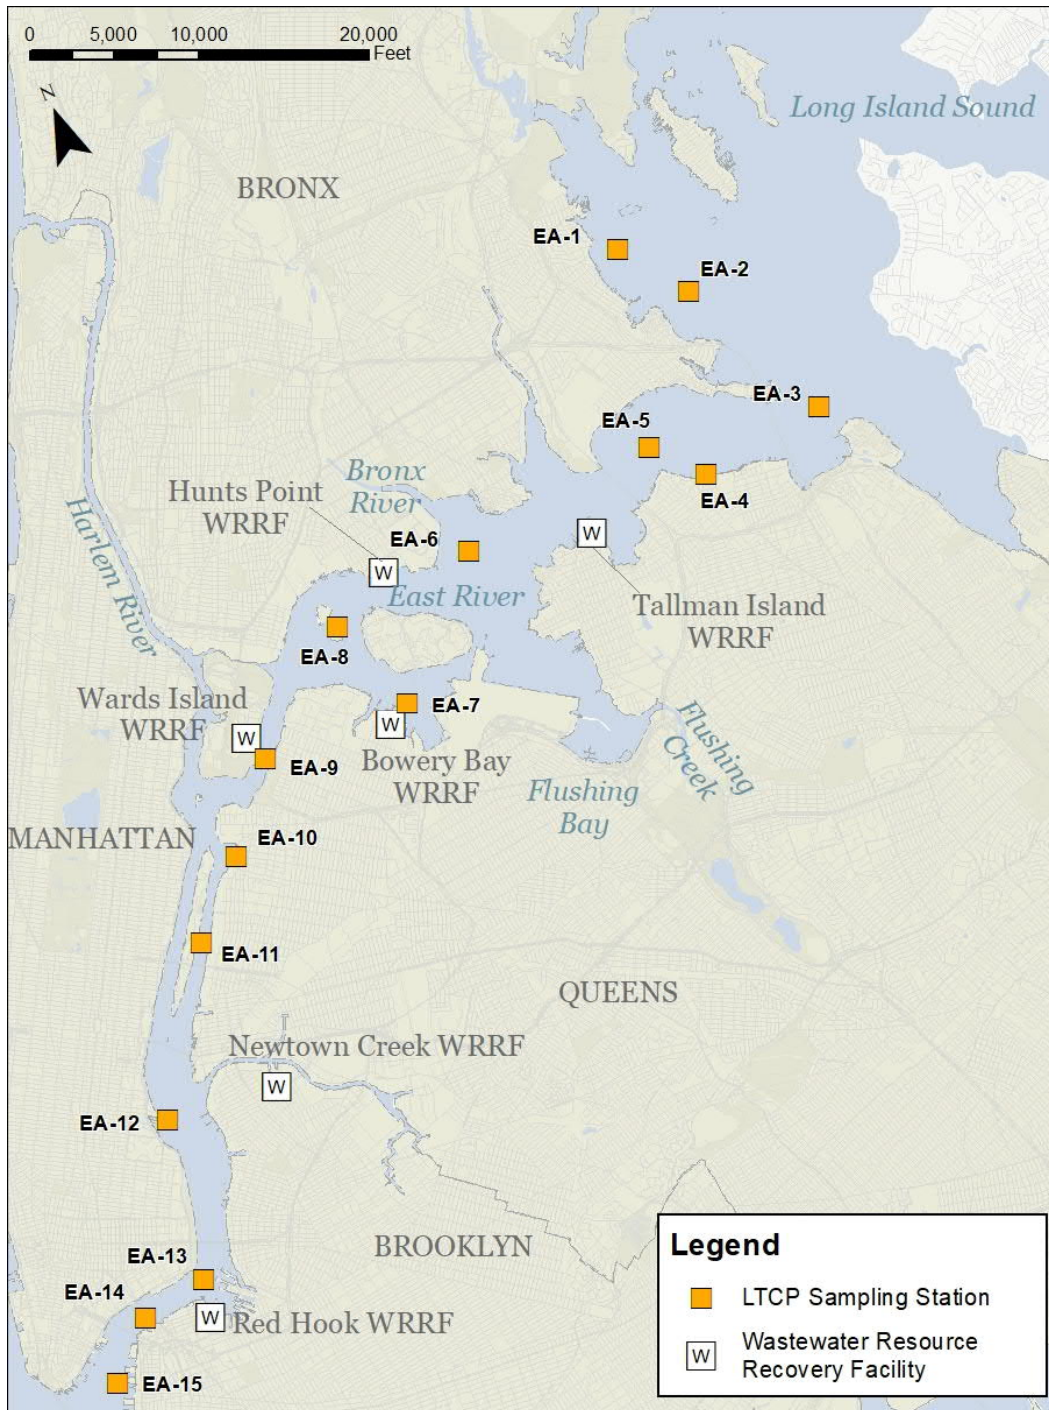 0 5,000 10,000 20,000
Feet
N
Long Island Sound
BRONX
EA-1
EA-2
EA-3
EA-5
Bronx
River
Hunts Point
WRRF
EA-4
Harlem River
EA-6
W
W
East River
Tallman Island
WRRF
EA-8
Wards Island
WRRF
W
EA-7
W
Flushing
Creek
EA-9
Bowery Bay
WRRF
Flushing
Bay
MANHATTAN
EA-10
EA-11
QUEENS
Newtown Creek WRRF
W
EA-12
BROOKLYN
EA-13
EA-14
W
Red Hook WRRF
EA-15
Legend
LTCP Sampling Station
W
Wastewater Resource
Recovery Facility